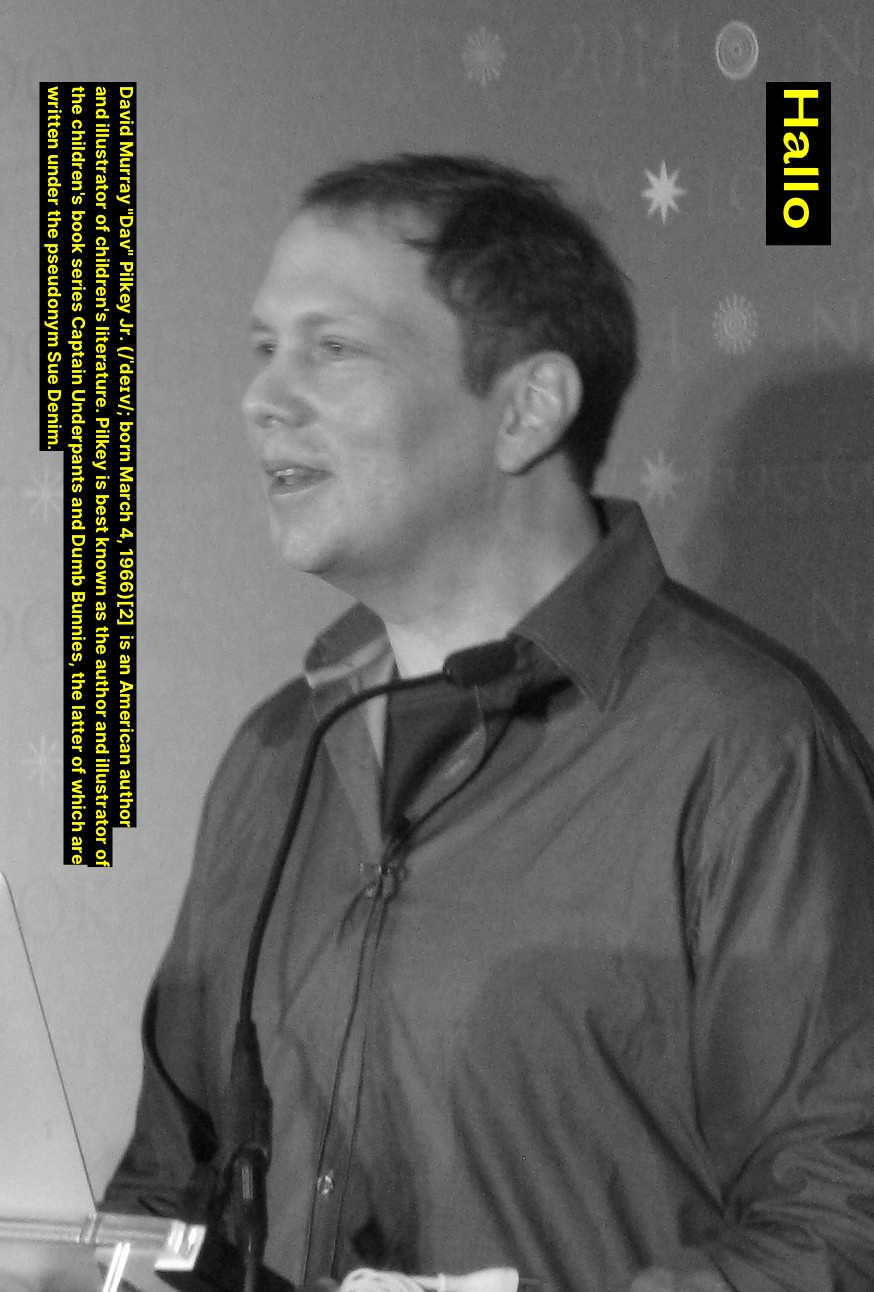 Hallo
David Murray "Dav" Pilkey Jr. (/ˈdeɪv/; born March 4, 1966)[2] is an American author
and illustrator of children's literature. Pilkey is best known as the author and illustrator of
the children's book series Captain Underpants and Dumb Bunnies, the latter of which are
written under the pseudonym Sue Denim.
2014